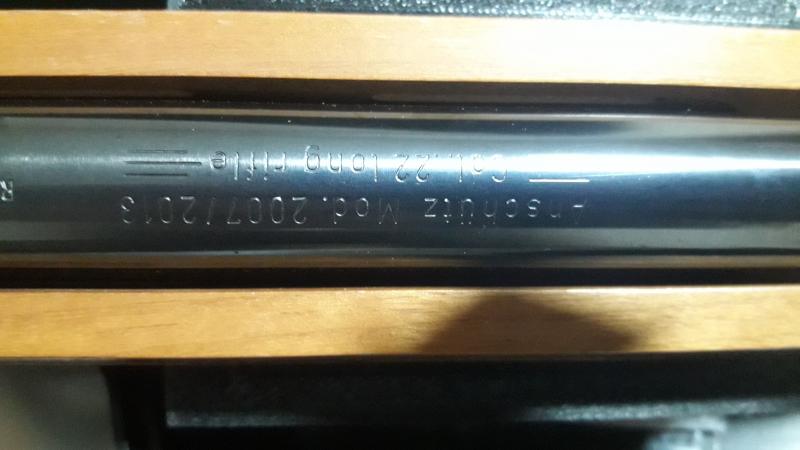 Anschütz Mod. 2007/2013
Cal. .22 long rifle
R